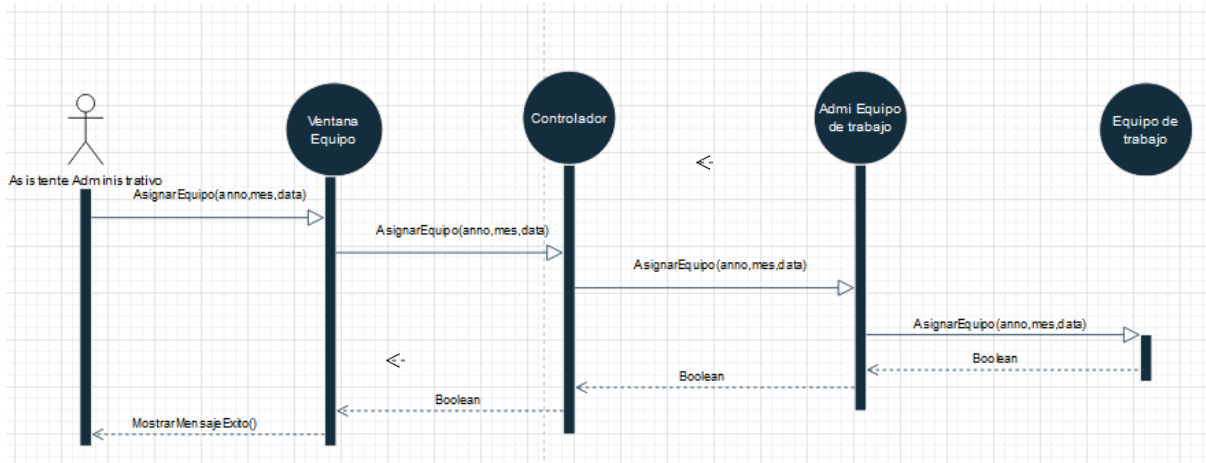 Ventana
Equipo
Controlador
Admi Equipo
de trabajo
Equipo de
trabajo
Asistente Administrativo
AsignarEquipo(anno,mes,data)
AsignarEquipo(anno,mes,data)
AsignarEquipo(anno,mes,data)
AsignarEquipo(anno,mes,data)
Boolean
Boolean
Boolean
MostrarMensajeExito()